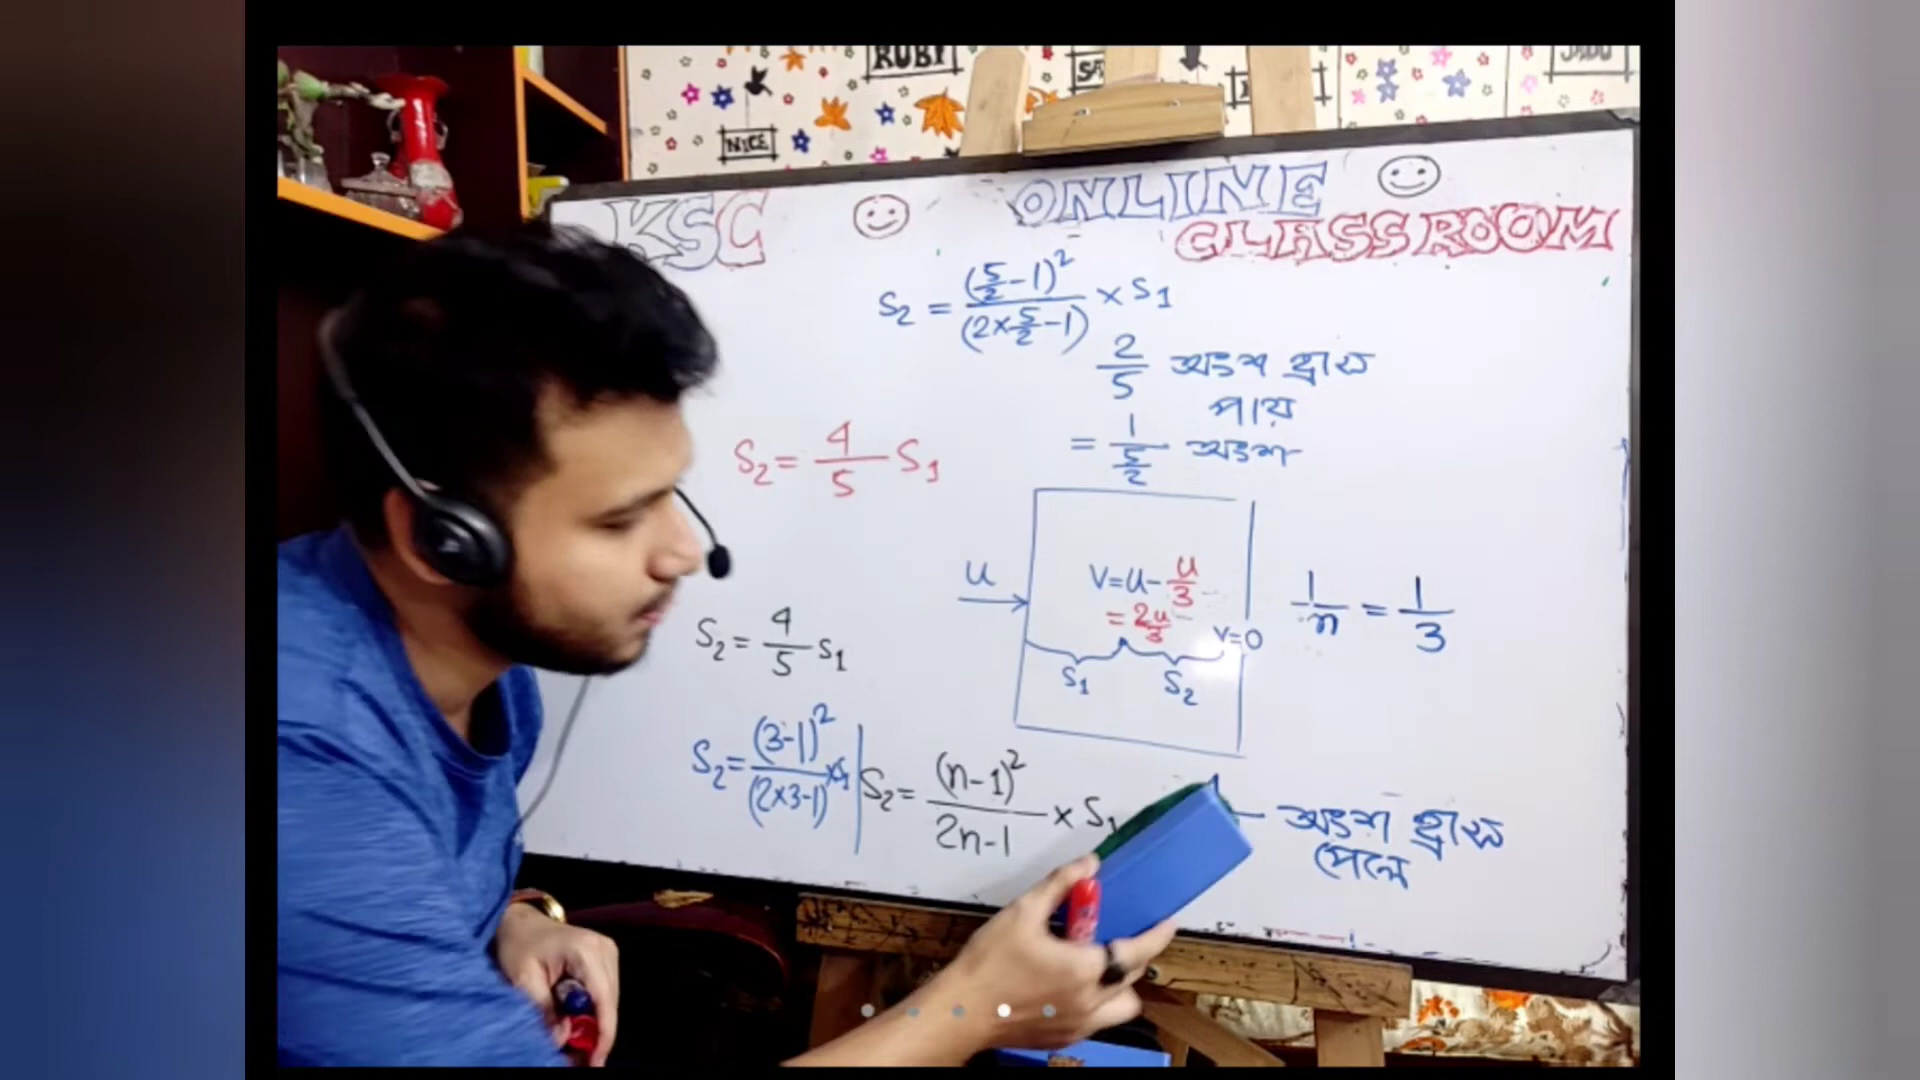 RUBY
NICE
KSC
ONLINE
CLASSROOM
S₂ = (5/2 - 1)² / (2×5/2 - 1) × S₁
2/5 অংশ হ্রাস
পায়
= 1/(5/2) অংশ
S₂ = 4/5 S₁
u
V = u - u/3
= 2u/3
V=0
S₁ S₂
1/n = 1/3
S₂ = 4/5 S₁
S₂ = (3-1)² / (2×3-1) × S₁
S₂ = (n-1)² / 2n-1 × S₁
অংশ হ্রাস
পেলে